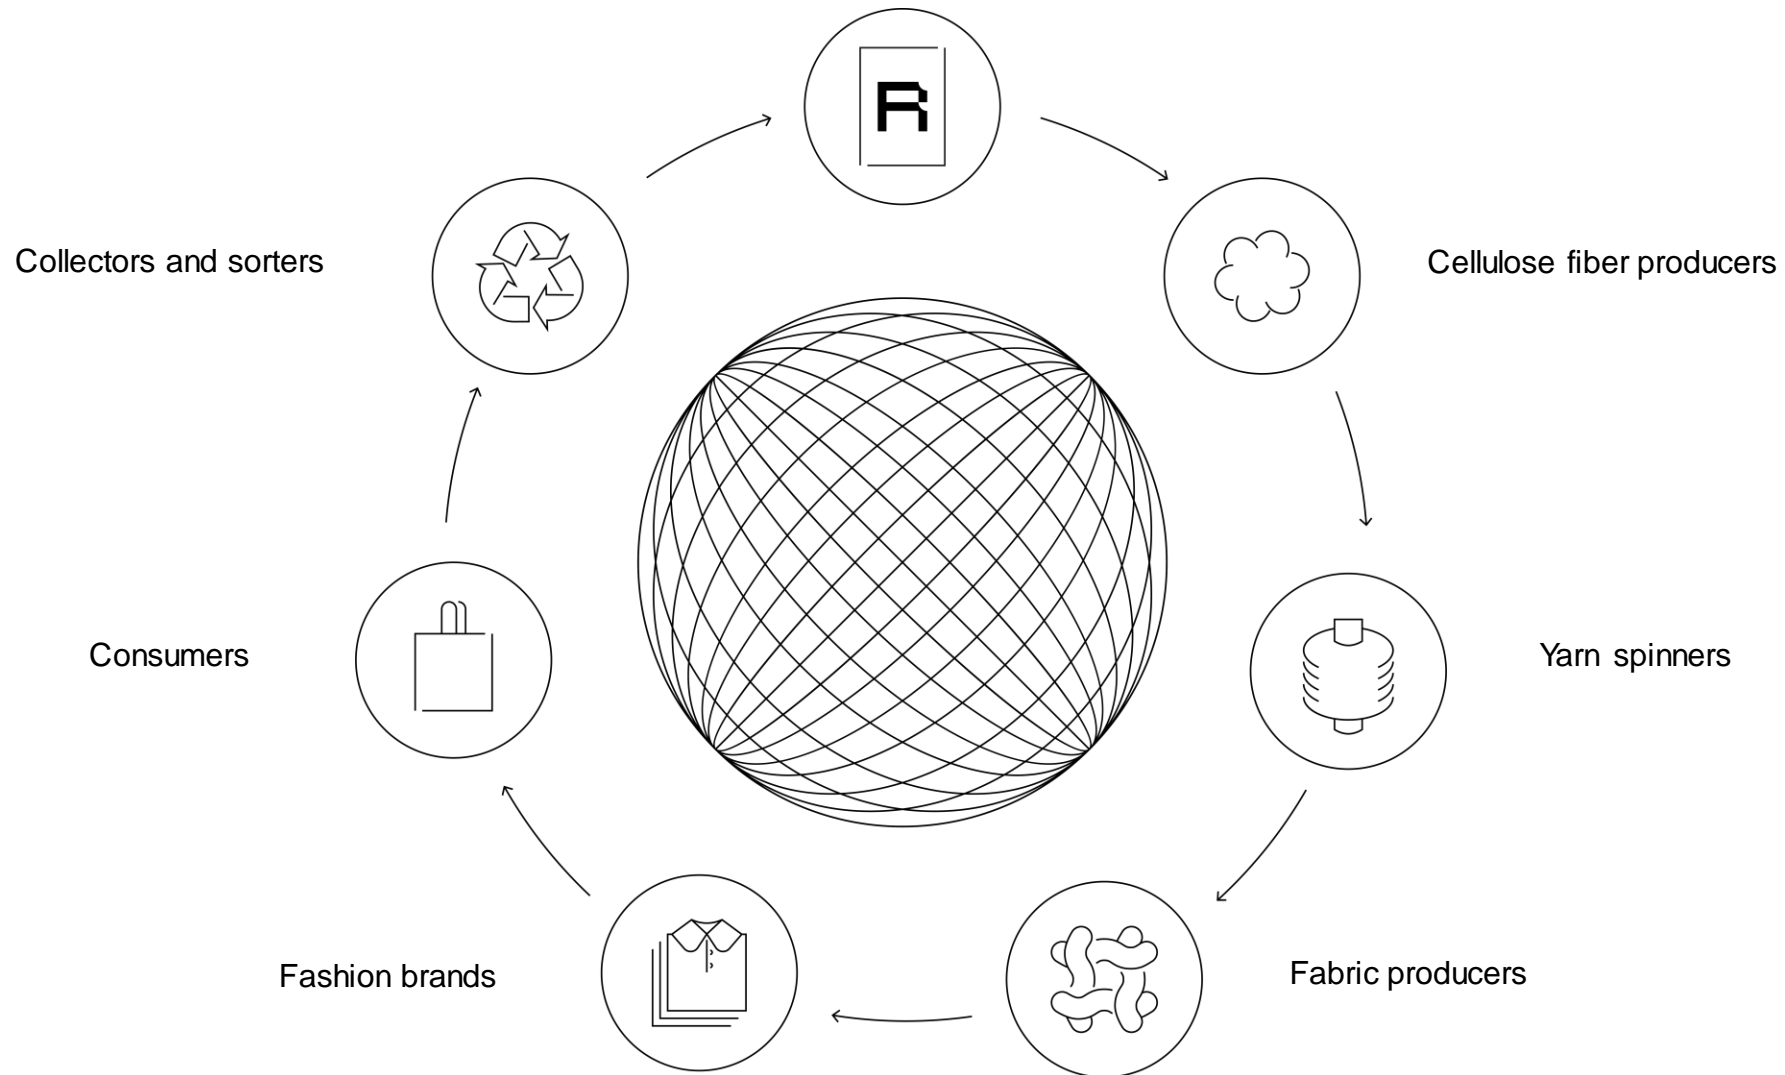 R
Collectors and sorters
Cellulose fiber producers
Consumers
Yarn spinners
Fashion brands
Fabric producers